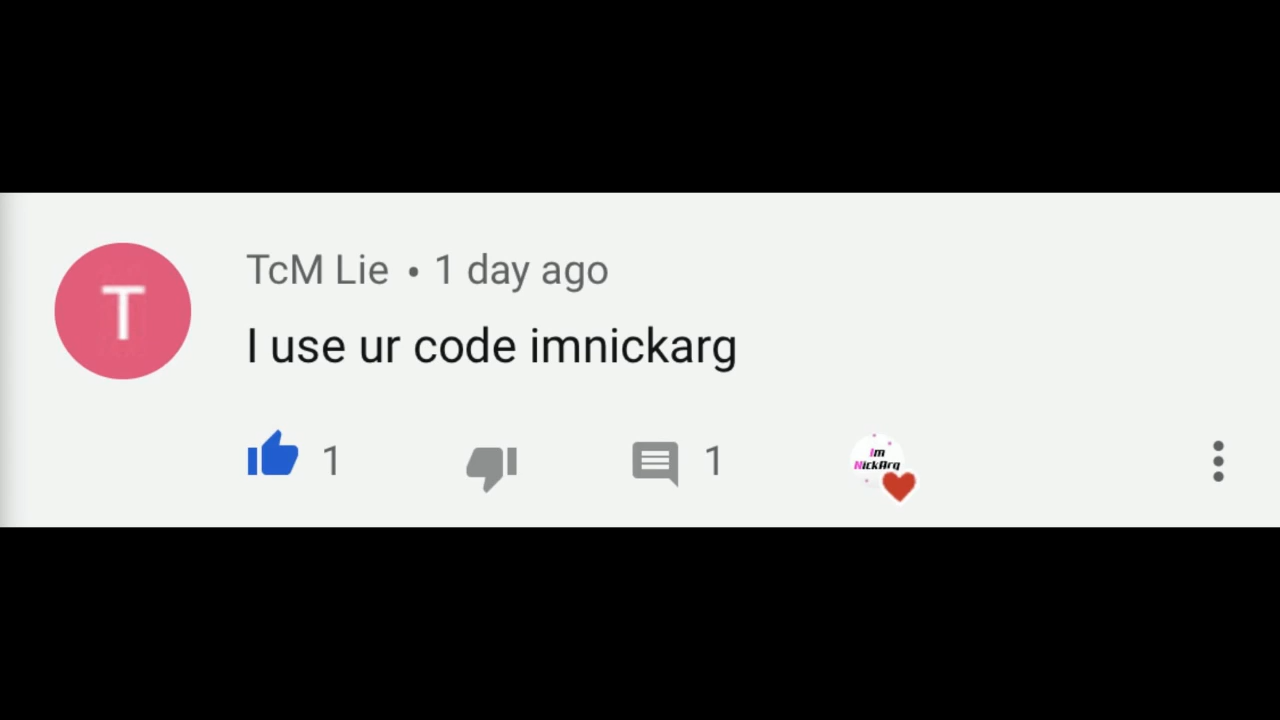 T
TcM Lie • 1 day ago
I use ur code imnickarg
1
1
Im
NickArg